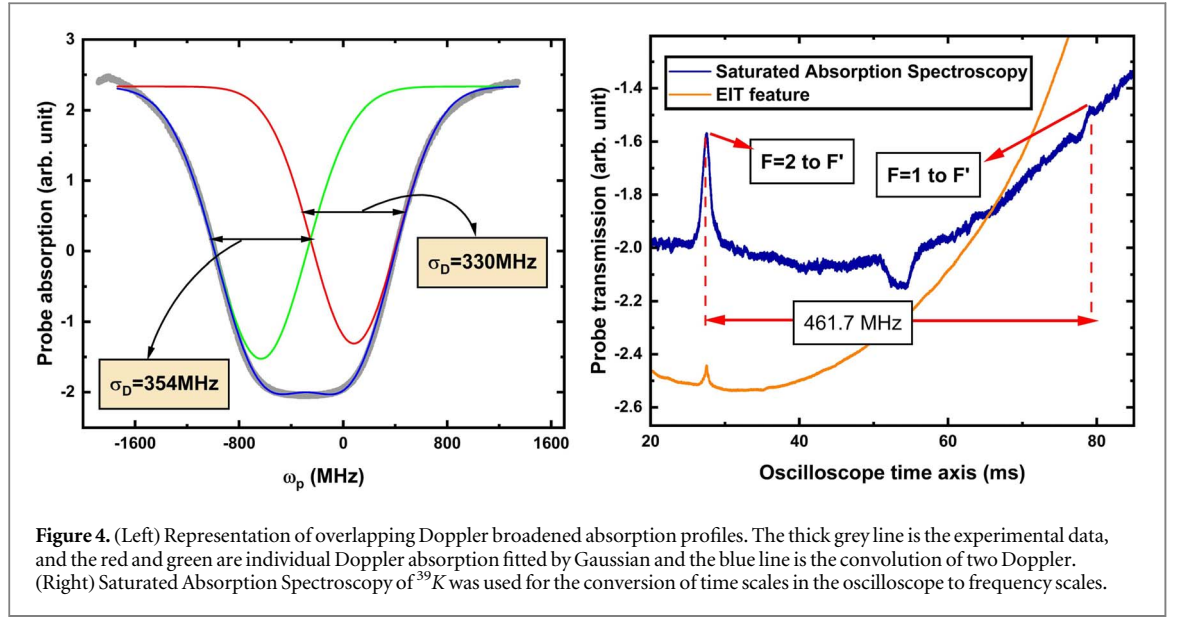 3
2
1
0
-1
-2
Probe absorption (arb. unit)
-1600
-800
0
800
1600
ωp (MHz)
σD=330MHz
σD=354MHz
-1.4
-1.6
-1.8
-2.0
-2.2
-2.4
-2.6
Probe transmission (arb. unit)
20
40
60
80
Oscilloscope time axis (ms)
Saturated Absorption Spectroscopy
EIT feature
F=2 to F'
F=1 to F'
461.7 MHz
Figure 4. (Left) Representation of overlapping Doppler broadened absorption profiles. The thick grey line is the experimental data,
and the red and green are individual Doppler absorption fitted by Gaussian and the blue line is the convolution of two Doppler.
(Right) Saturated Absorption Spectroscopy of ³⁹K was used for the conversion of time scales in the oscilloscope to frequency scales.